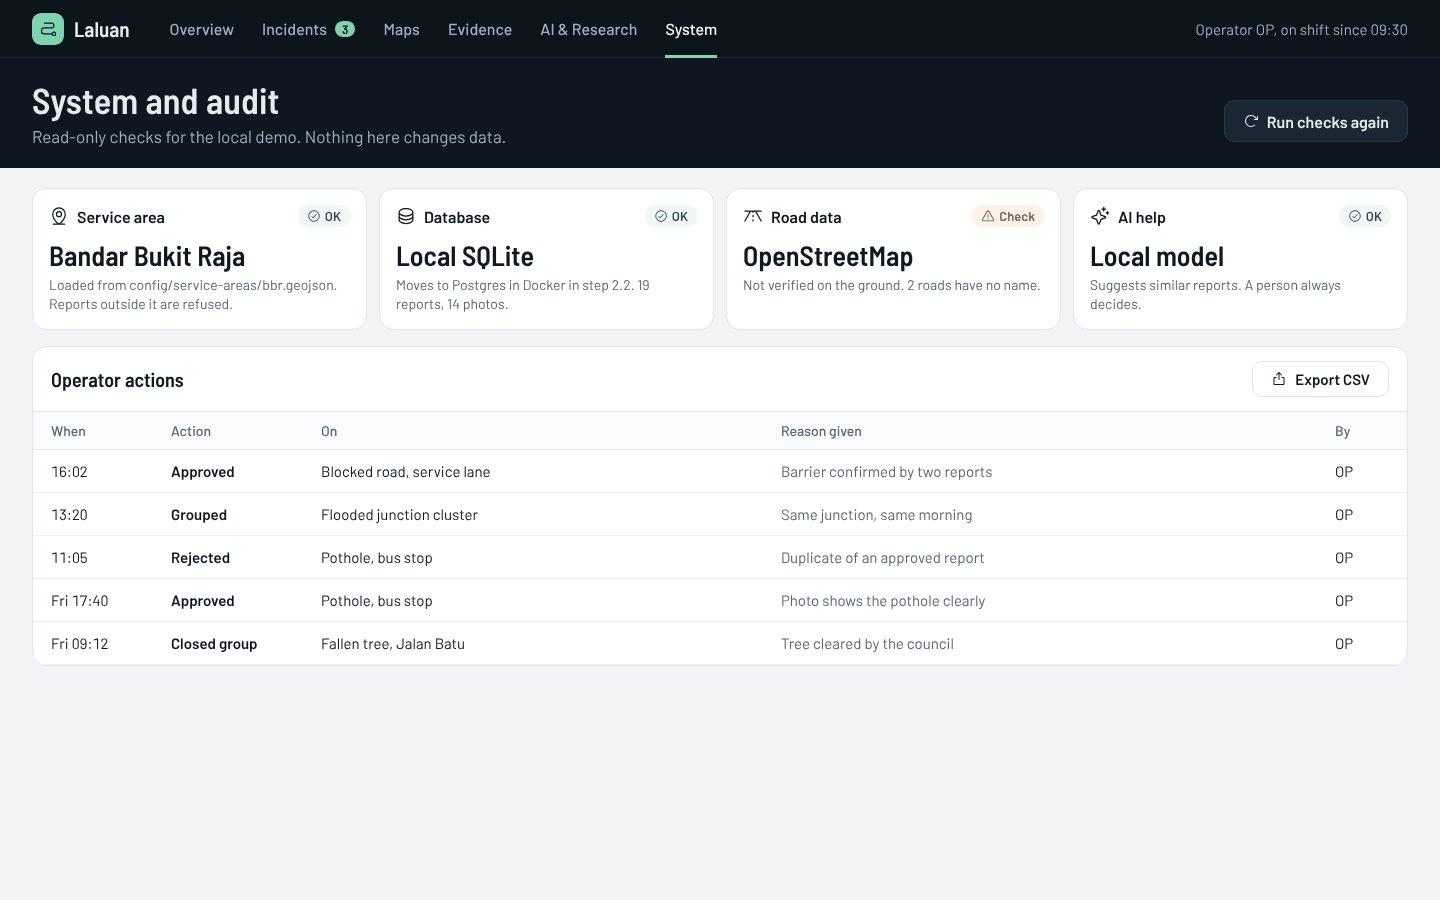 Laluan
Overview
Incidents 3
Maps
Evidence
AI & Research
System
Operator OP, on shift since 09:30
System and audit
Read-only checks for the local demo. Nothing here changes data.
Run checks again
Service area
OK
Bandar Bukit Raja
Loaded from config/service-areas/bbr.geojson.
Reports outside it are refused.
Database
OK
Local SQLite
Moves to Postgres in Docker in step 2.2. 19
reports, 14 photos.
Road data
Check
OpenStreetMap
Not verified on the ground. 2 roads have no name.
AI help
OK
Local model
Suggests similar reports. A person always
decides.
Operator actions
Export CSV
When Action On Reason given By
16:02 Approved Blocked road, service lane Barrier confirmed by two reports OP
13:20 Grouped Flooded junction cluster Same junction, same morning OP
11:05 Rejected Pothole, bus stop Duplicate of an approved report OP
Fri 17:40 Approved Pothole, bus stop Photo shows the pothole clearly OP
Fri 09:12 Closed group Fallen tree, Jalan Batu Tree cleared by the council OP